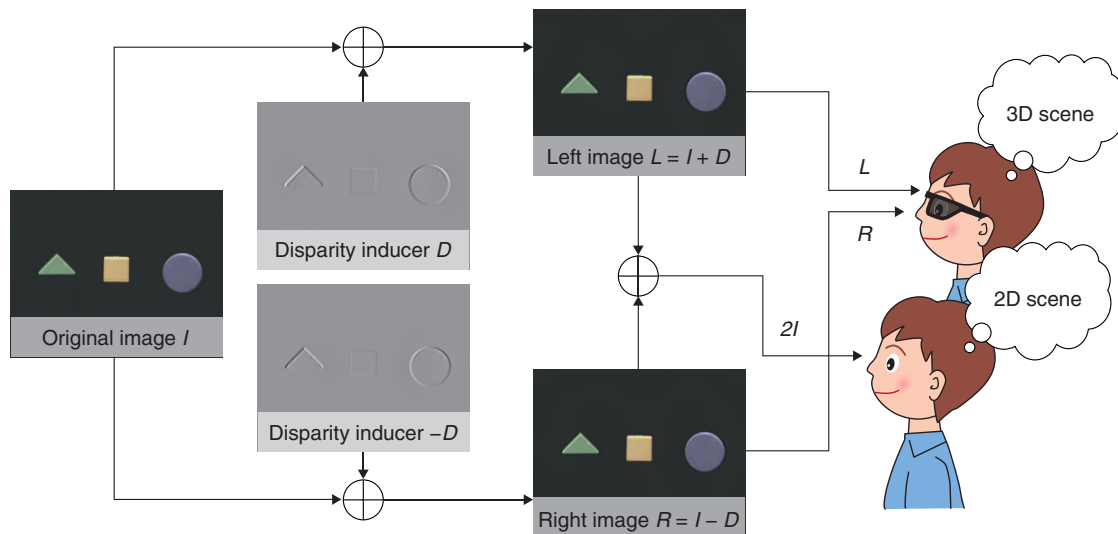 3D scene
Left image L = I + D
L
R
Disparity inducer D
Original image I
2D scene
2I
Disparity inducer –D
Right image R = I – D